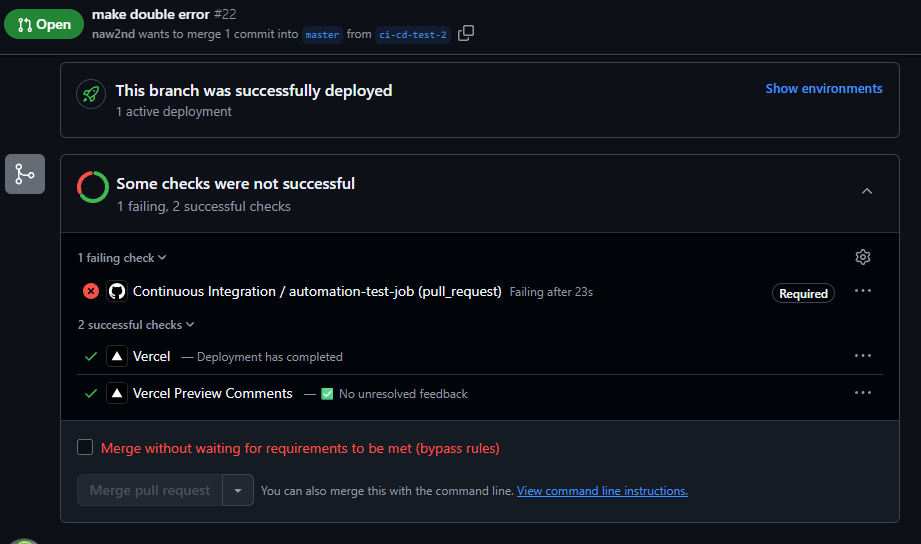 Open
make double error #22
naw2nd wants to merge 1 commit into master from ci-cd-test-2
This branch was successfully deployed
Show environments
1 active deployment
Some checks were not successful
1 failing, 2 successful checks
1 failing check
Continuous Integration / automation-test-job (pull_request) Failing after 23s
Required
2 successful checks
Vercel — Deployment has completed
Vercel Preview Comments — ✅ No unresolved feedback
Merge without waiting for requirements to be met (bypass rules)
Merge pull request
You can also merge this with the command line. View command line instructions.